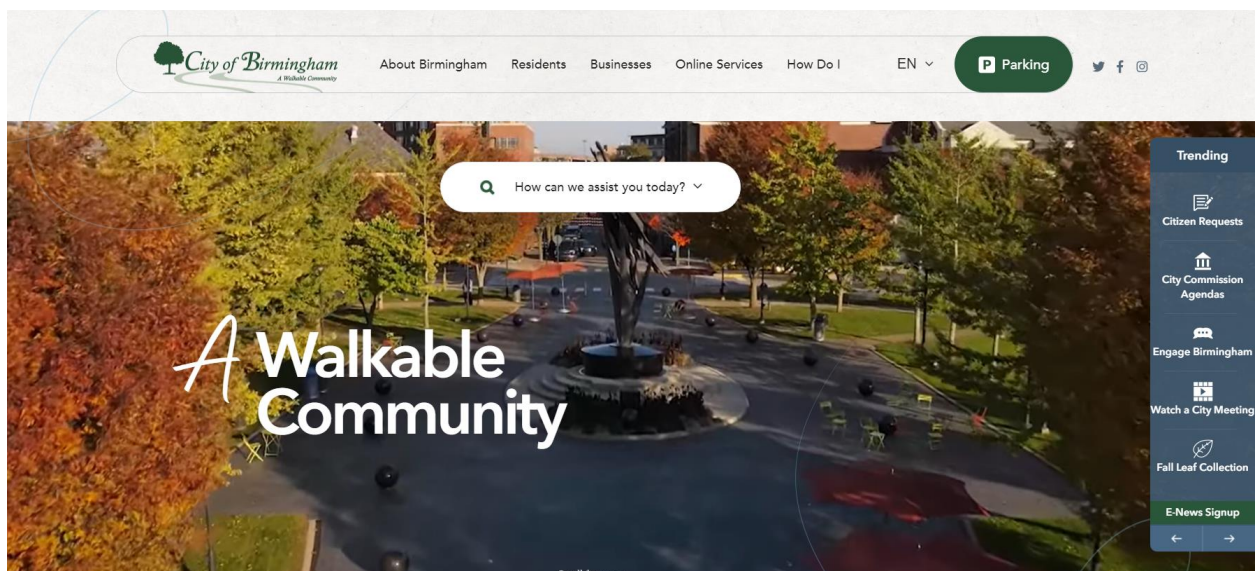 City of Birmingham
A Walkable Community
About Birmingham
Residents
Businesses
Online Services
How Do I
EN
P Parking
How can we assist you today?
Trending
Citizen Requests
City Commission
Agendas
Engage Birmingham
Watch a City Meeting
Fall Leaf Collection
E-News Signup
A Walkable
Community